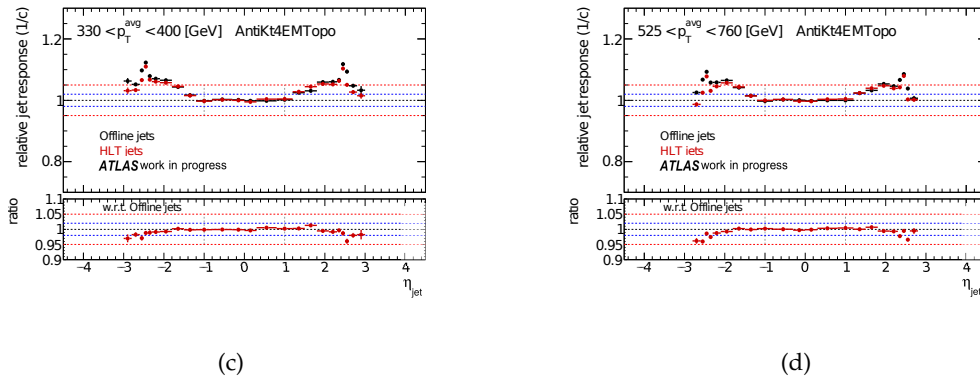 330 < p_T^avg < 400 [GeV] AntiKt4EMTopo
relative jet response (1/c)
1.2
1
0.8
Offline jets
HLT jets
ATLAS work in progress
ratio
1.1
1.05
1
0.95
0.9
w.r.t. Offline jets
−4 −3 −2 −1 0 1 2 3 4
η_jet
(c)
525 < p_T^avg < 760 [GeV] AntiKt4EMTopo
relative jet response (1/c)
1.2
1
0.8
Offline jets
HLT jets
ATLAS work in progress
ratio
1.1
1.05
1
0.95
0.9
w.r.t. Offline jets
−4 −3 −2 −1 0 1 2 3 4
η_jet
(d)